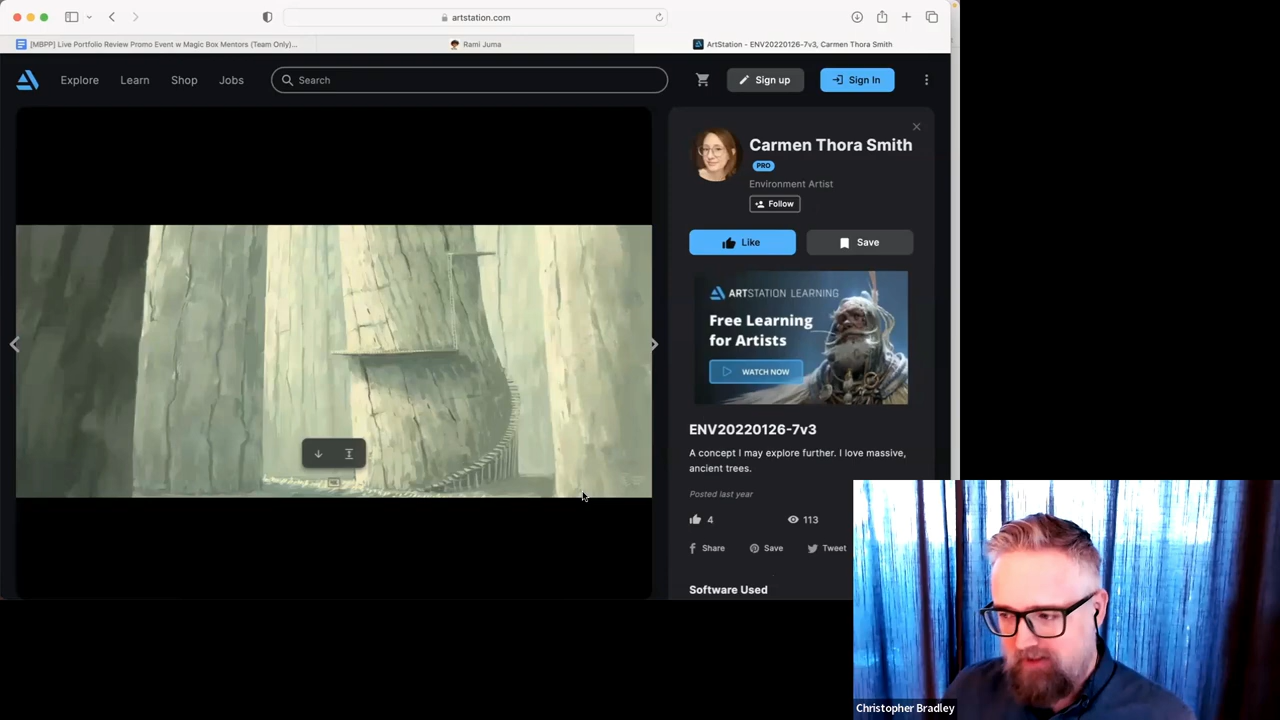 artstation.com
[MBPP] Live Portfolio Review Promo Event w Magic Box Mentors (Team Only)...
Rami Juma
ArtStation - ENV20220126-7v3, Carmen Thora Smith
Explore
Learn
Shop
Jobs
Search
Sign up
Sign In
Carmen Thora Smith
PRO
Environment Artist
Follow
Like
Save
ARTSTATION LEARNING
Free Learning
for Artists
WATCH NOW
ENV20220126-7v3
A concept I may explore further. I love massive,
ancient trees.
Posted last year
4
113
Share
Save
Tweet
Software Used
Christopher Bradley